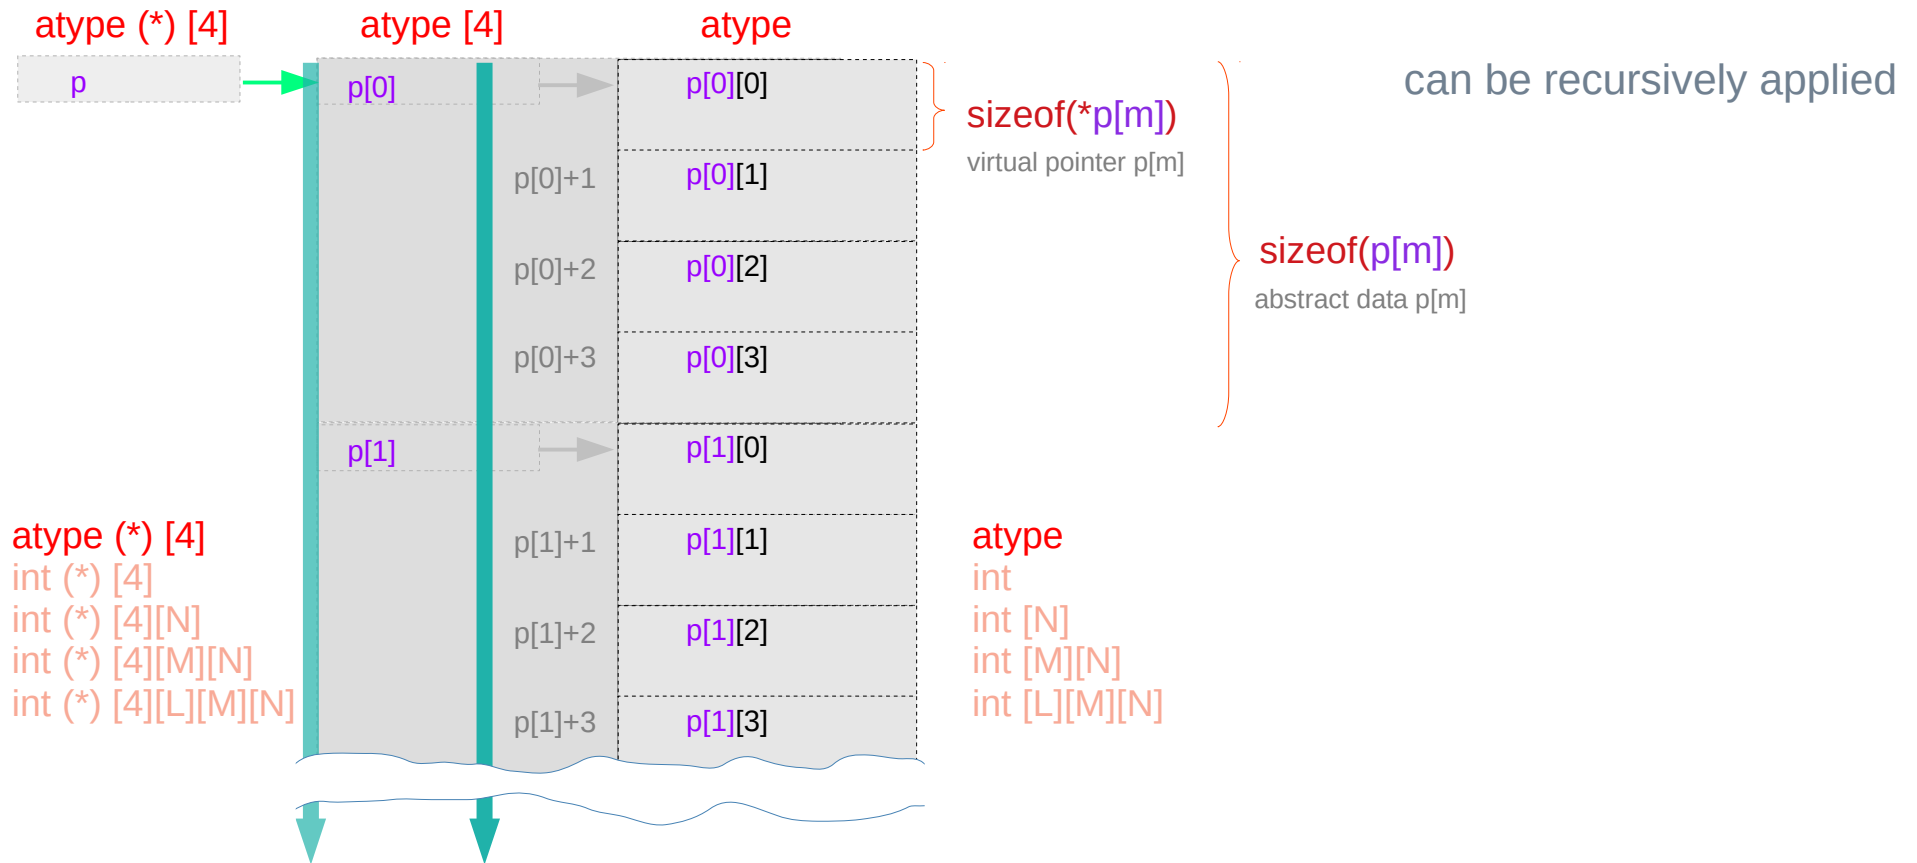 atype (*) [4]
atype [4]
atype
can be recursively applied
p
p[0]
p[0][0]
sizeof(*p[m])
virtual pointer p[m]
p[0]+1
p[0][1]
p[0]+2
p[0][2]
sizeof(p[m])
abstract data p[m]
p[0]+3
p[0][3]
p[1]
p[1][0]
p[1]+1
p[1][1]
p[1]+2
p[1][2]
p[1]+3
p[1][3]
atype (*) [4]
int (*) [4]
int (*) [4][N]
int (*) [4][M][N]
int (*) [4][L][M][N]
atype
int
int [N]
int [M][N]
int [L][M][N]